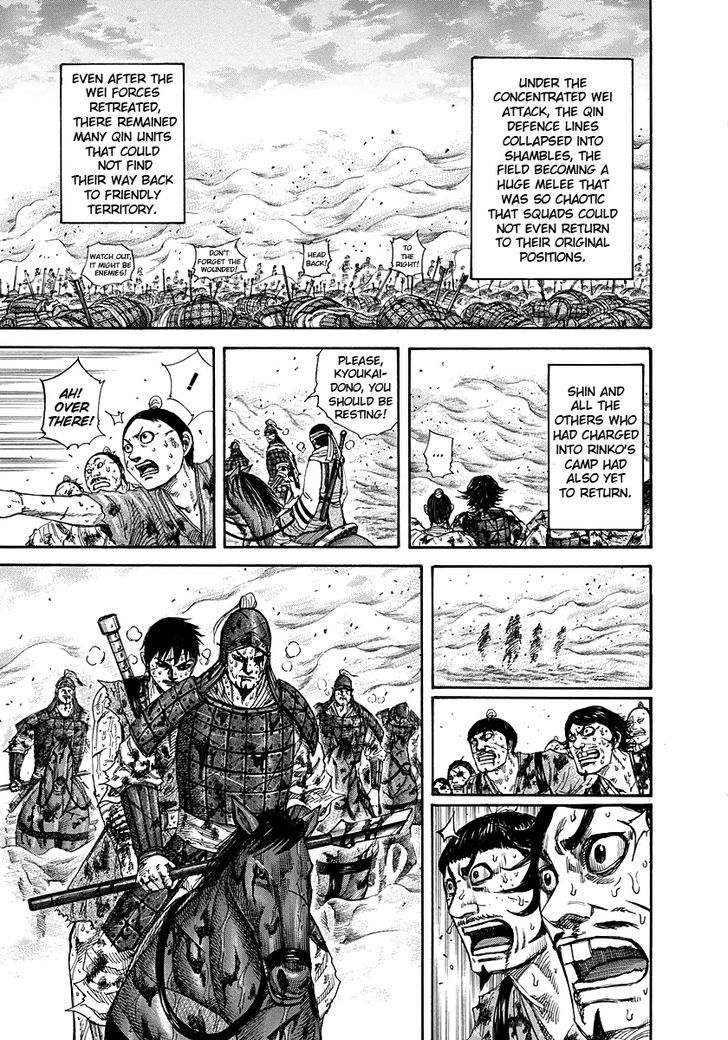 UNDER THE
CONCENTRATED WEI
ATTACK, THE QIN
DEFENCE LINES
COLLAPSED INTO
SHAMBLES, THE
FIELD BECOMING A
HUGE MELEE THAT
WAS SO CHAOTIC
THAT SQUADS COULD
NOT EVEN RETURN
TO THEIR ORIGINAL
POSITIONS.
EVEN AFTER THE
WEI FORCES
RETREATED,
THERE REMAINED
MANY QIN UNITS
THAT COULD
NOT FIND
THEIR WAY BACK
TO FRIENDLY
TERRITORY.
TO
THE
RIGHT!
HEAD
BACK!
DON'T
FORGET THE
WOUNDED!
WATCH OUT,
IT MIGHT BE
ENEMIES!
SHIN AND
ALL THE
OTHERS WHO
HAD CHARGED
INTO RINKO'S
CAMP HAD
ALSO YET
TO RETURN.
...
PLEASE,
KYOUKAI-
DONO, YOU
SHOULD BE
RESTING!
!
AH!
OVER
THERE!